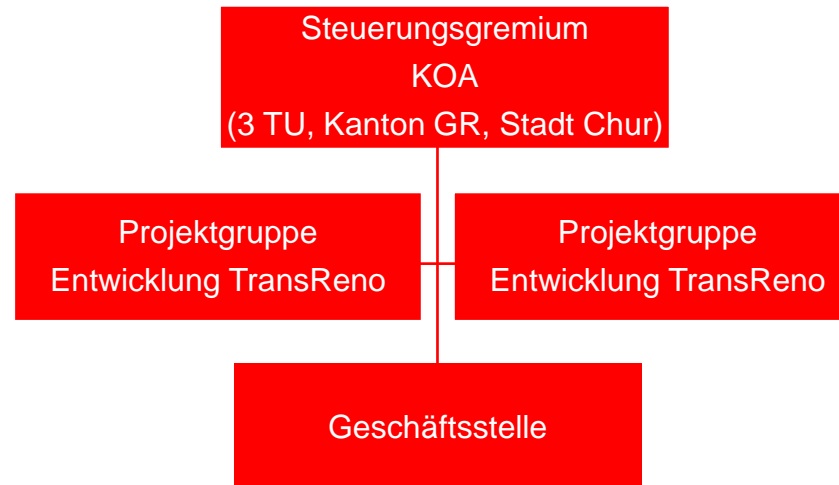 Steuerungsgremium
KOA
(3 TU, Kanton GR, Stadt Chur)
Projektgruppe
Entwicklung TransReno
Projektgruppe
Entwicklung TransReno
Geschäftsstelle